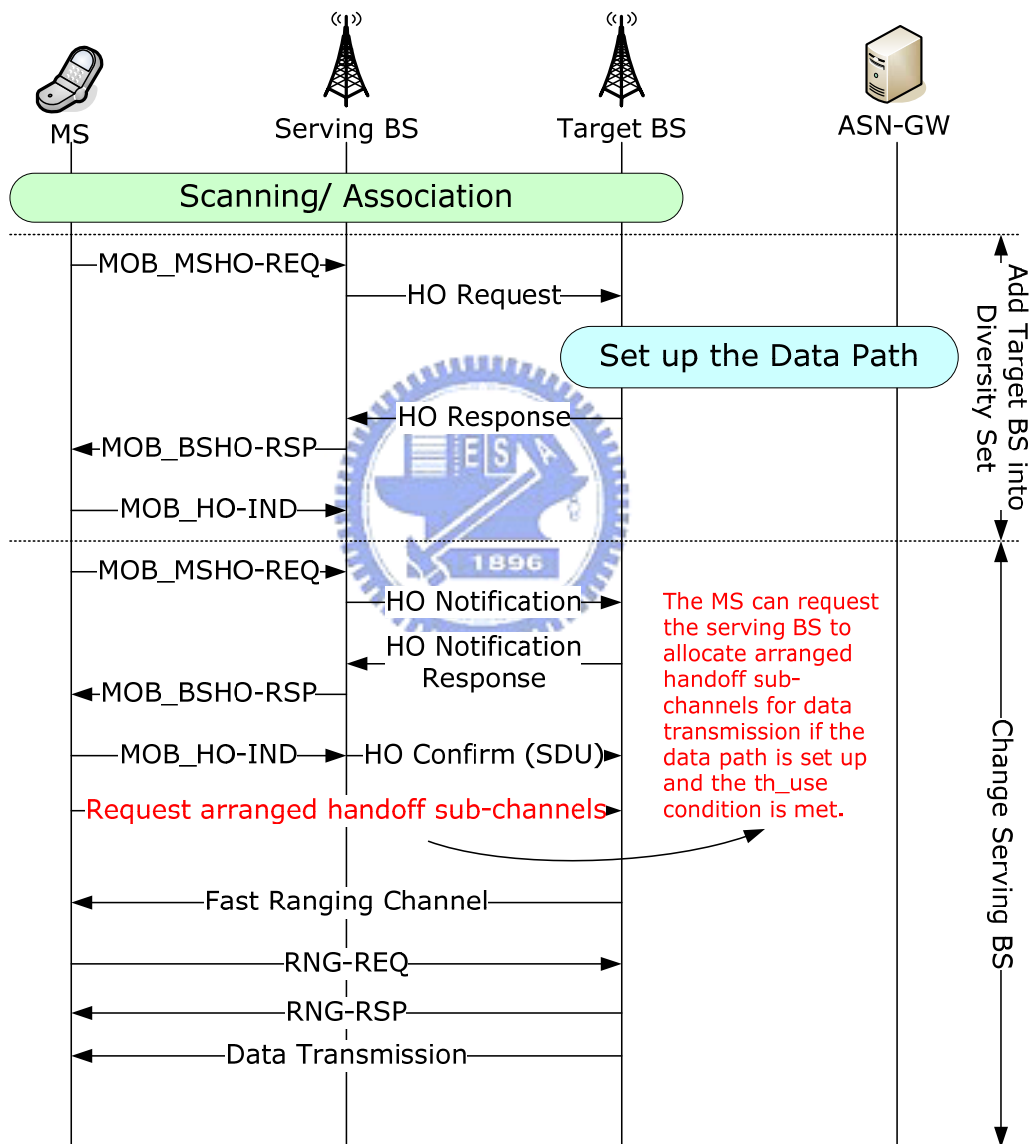 MS
Serving BS
Target BS
ASN-GW
Scanning/ Association
MOB_MSHO-REQ
HO Request
Set up the Data Path
HO Response
MOB_BSHO-RSP
MOB_HO-IND
Add Target BS into
Diversity Set
E S A
1896
MOB_MSHO-REQ
HO Notification
HO Notification
Response
MOB_BSHO-RSP
MOB_HO-IND
HO Confirm (SDU)
Request arranged handoff sub-channels
The MS can request
the serving BS to
allocate arranged
handoff sub-
channels for data
transmission if the
data path is set up
and the th_use
condition is met.
Fast Ranging Channel
RNG-REQ
RNG-RSP
Data Transmission
Change Serving BS